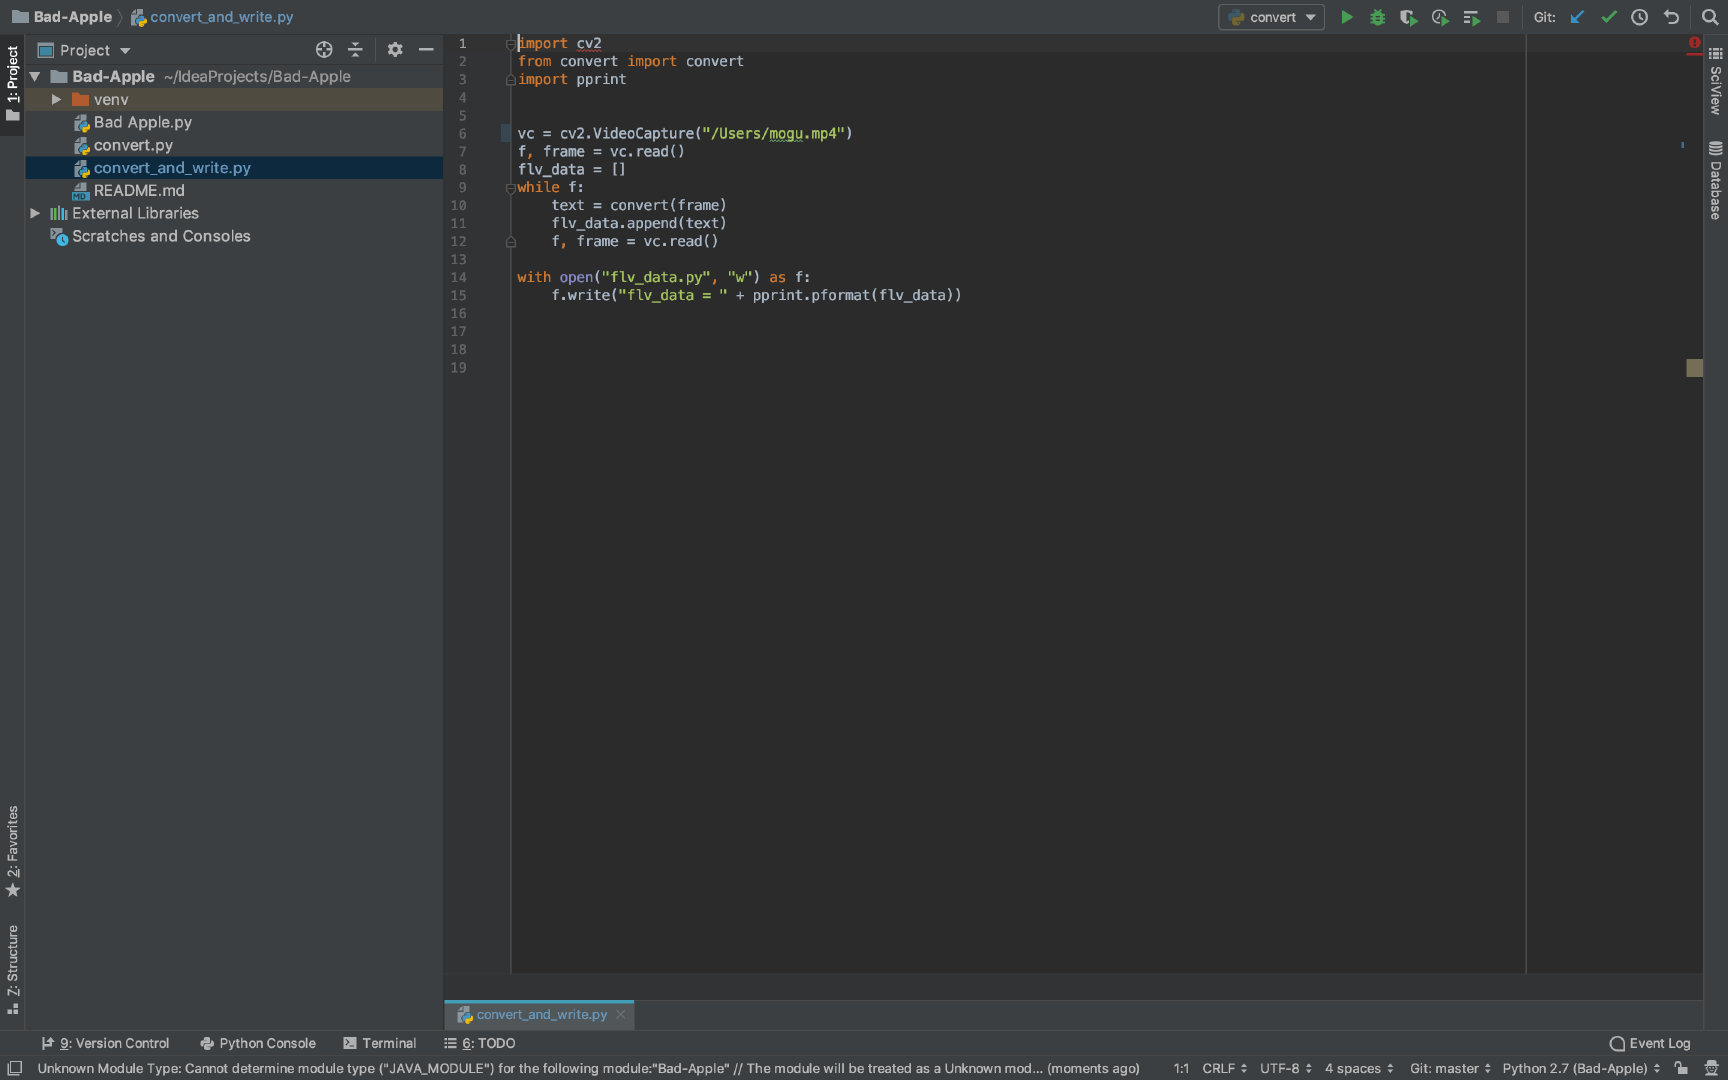 Bad-Apple convert_and_write.py convert Git:
1: Project
Project
Bad-Apple ~/IdeaProjects/Bad-Apple
venv
Bad Apple.py
convert.py
convert_and_write.py
README.md
External Libraries
Scratches and Consoles
2: Favorites
Z: Structure
1 import cv2
2 from convert import convert
3 import pprint
4
5
6 vc = cv2.VideoCapture("/Users/mogu.mp4")
7 f, frame = vc.read()
8 flv_data = []
9 while f:
10 text = convert(frame)
11 flv_data.append(text)
12 f, frame = vc.read()
13
14 with open("flv_data.py", "w") as f:
15 f.write("flv_data = " + pprint.pformat(flv_data))
16
17
18
19
SciView
Database
convert_and_write.py
9: Version Control Python Console Terminal 6: TODO Event Log
Unknown Module Type: Cannot determine module type ("JAVA_MODULE") for the following module:"Bad-Apple" // The module will be treated as a Unknown mod... (moments ago) 1:1 CRLF UTF-8 4 spaces Git: master Python 2.7 (Bad-Apple)